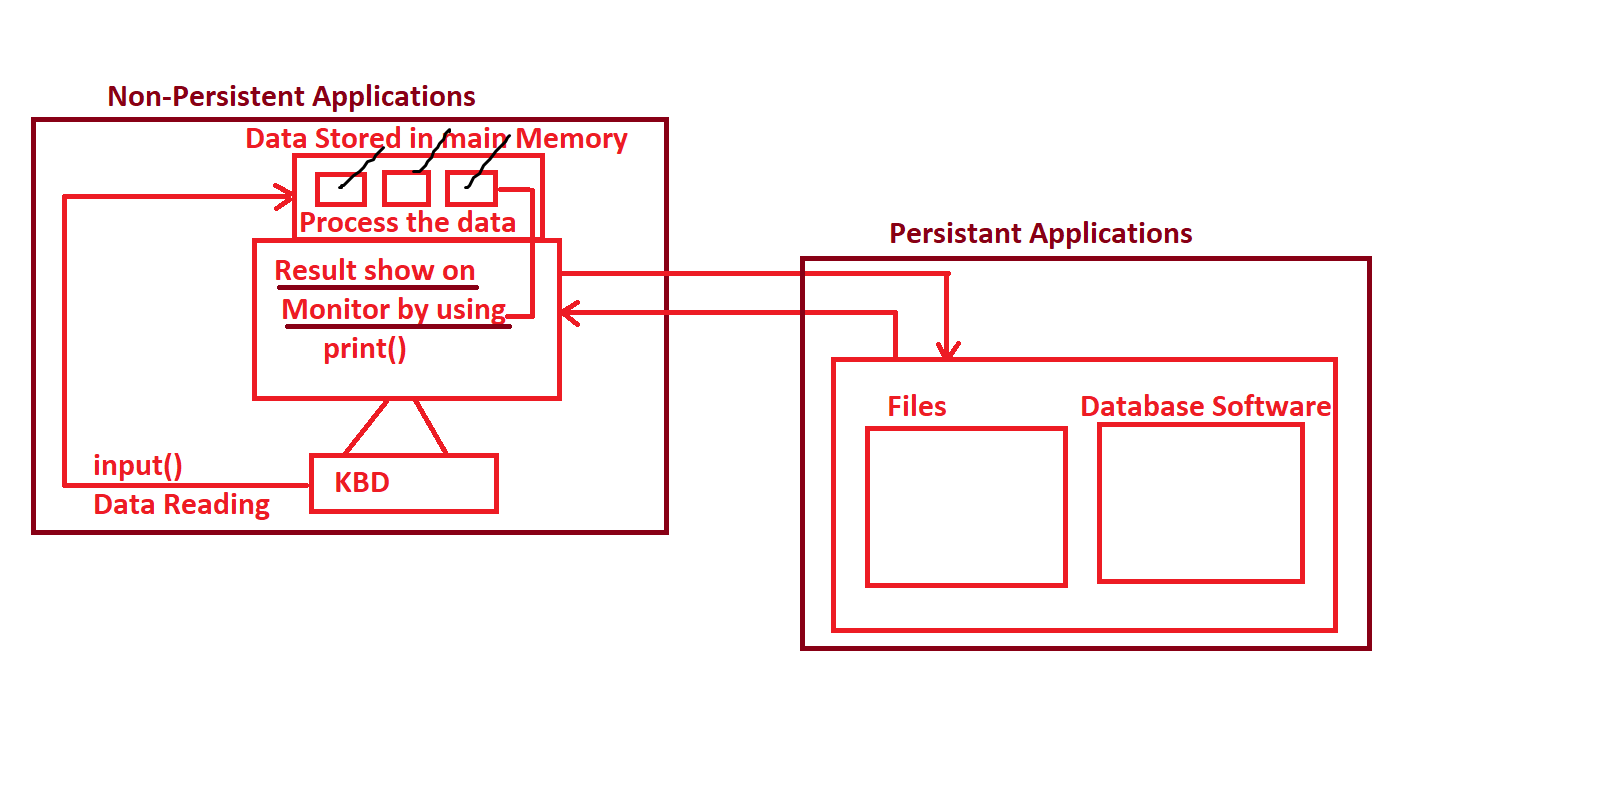 Non-Persistent Applications
Data Stored in main Memory
Process the data
Result show on
Monitor by using
print()
input()
KBD
Data Reading
Persistant Applications
Files
Database Software